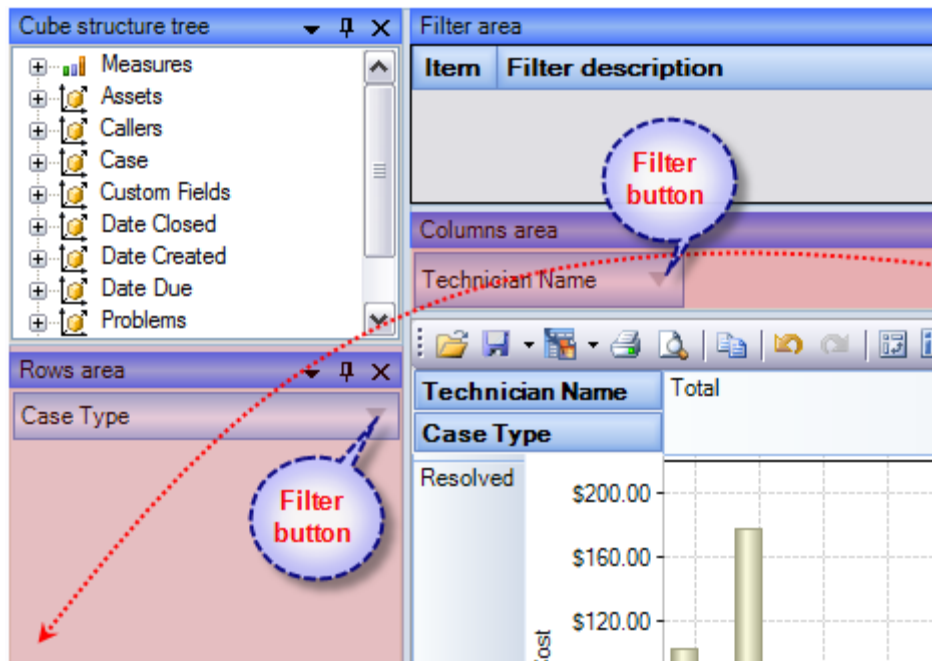 Cube structure tree
Measures
Assets
Callers
Case
Custom Fields
Date Closed
Date Created
Date Due
Problems
Rows area
Case Type
Filter
button
Filter area
Item Filter description
Filter
button
Columns area
Technician Name
Technician Name
Total
Case Type
Resolved
$200.00
$160.00
$120.00